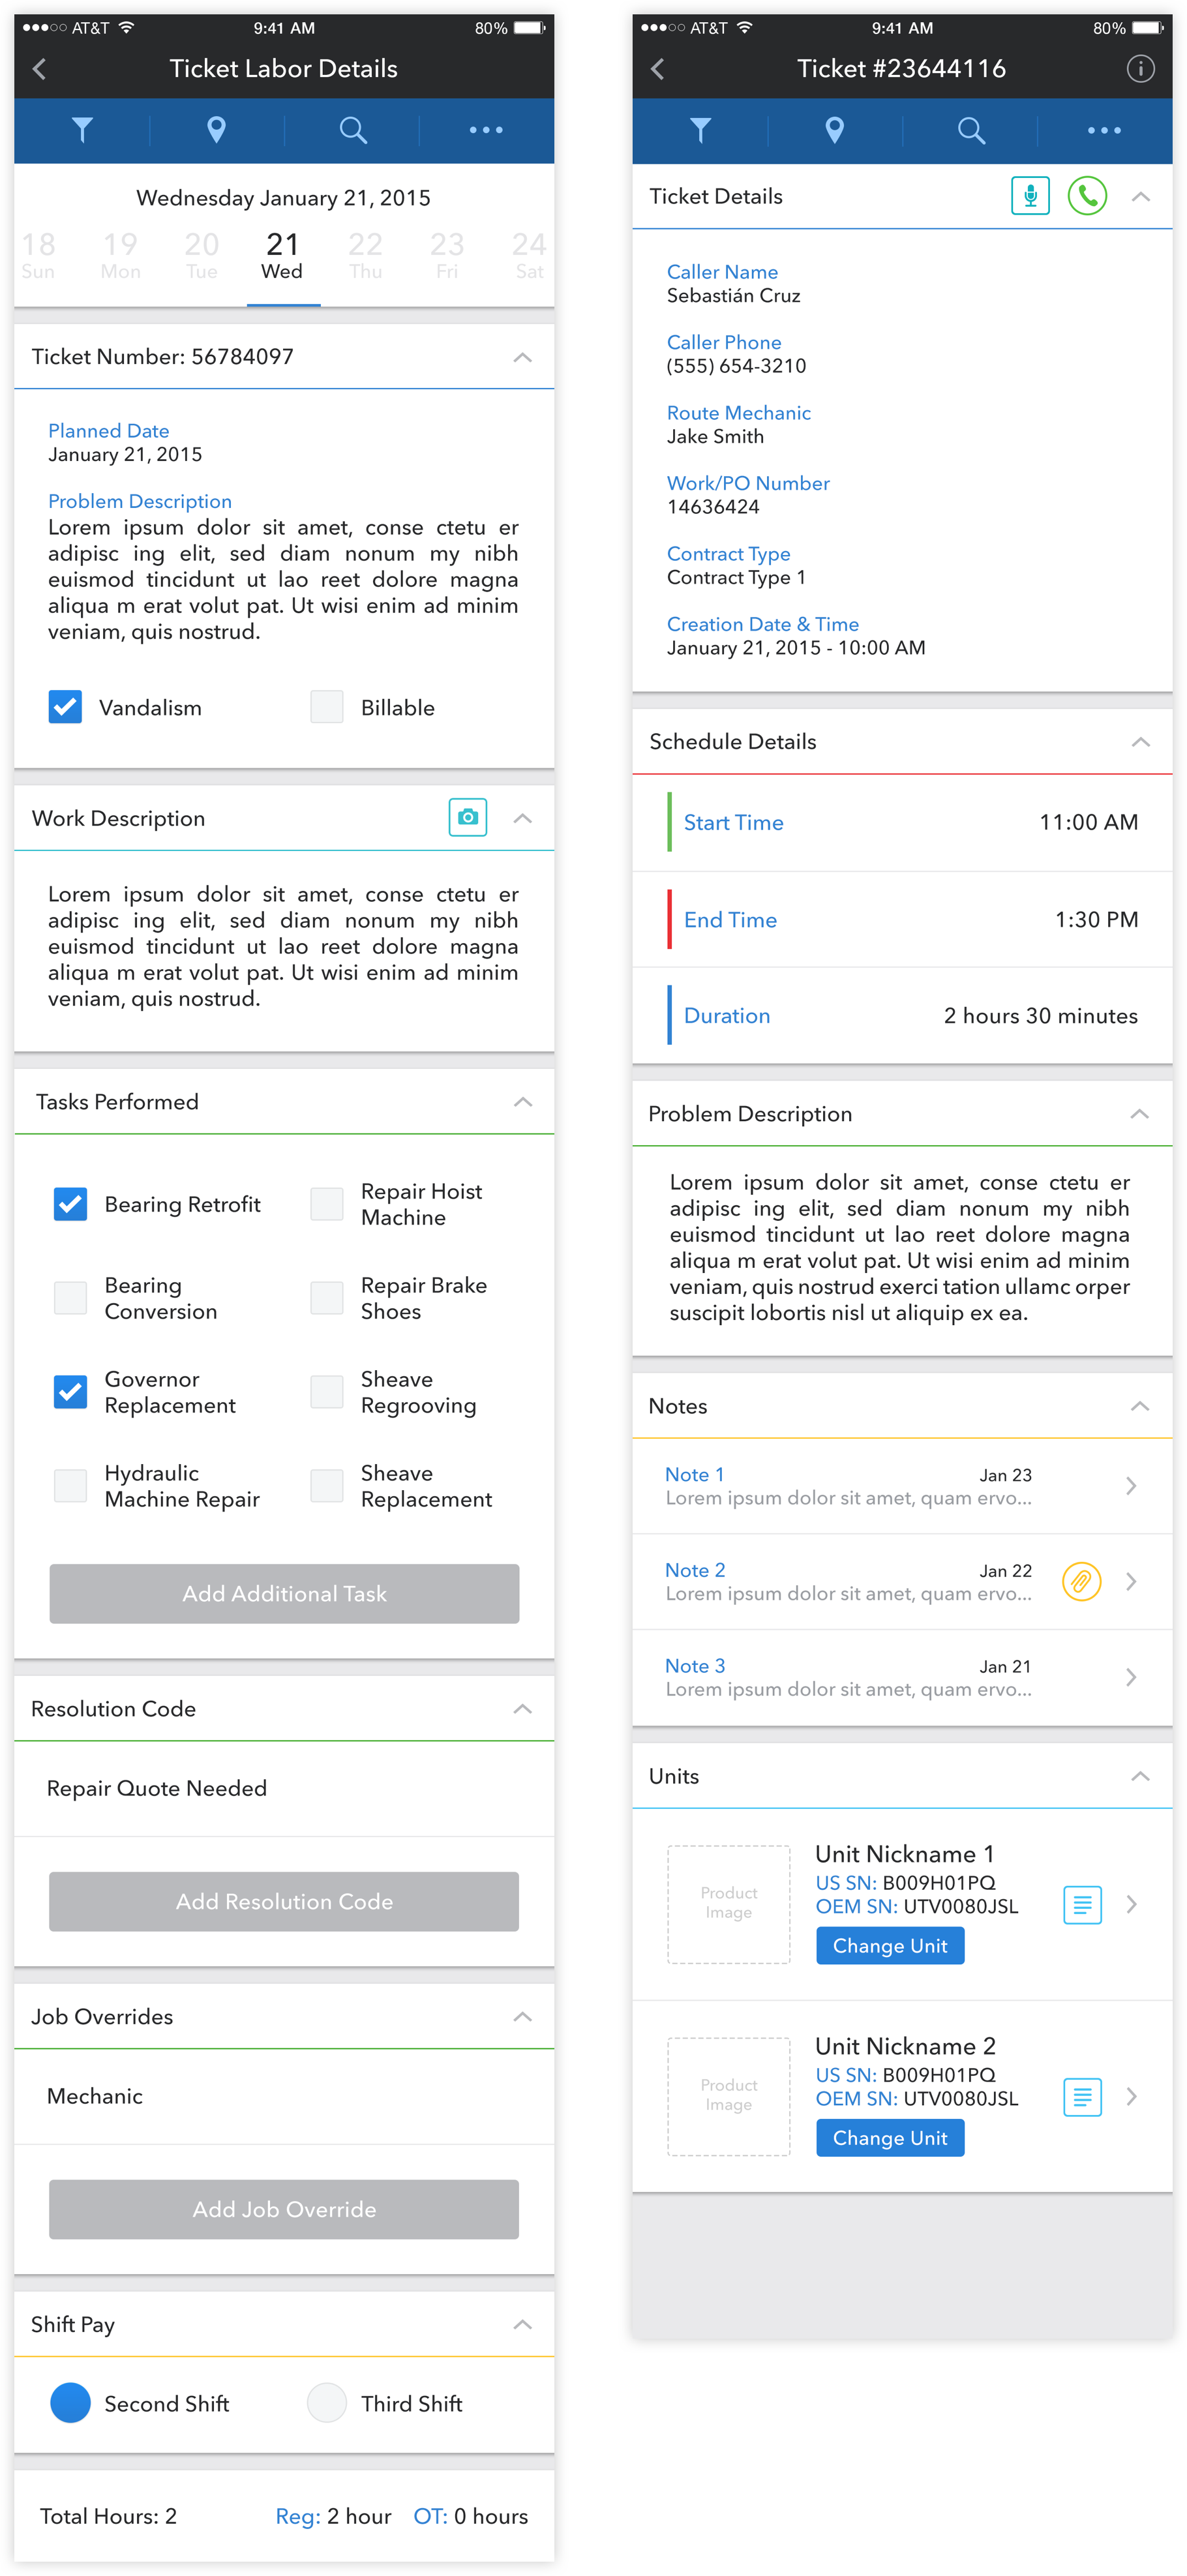 AT&T 9:41 AM 80%
Ticket Labor Details
Wednesday January 21, 2015
18 19 20 21 22 23 24
Sun Mon Tue Wed Thu Fri Sat
Ticket Number: 56784097
Planned Date
January 21, 2015
Problem Description
Lorem ipsum dolor sit amet, conse ctetu er
adipisc ing elit, sed diam nonum my nibh
euismod tincidunt ut lao reet dolore magna
aliqua m erat volut pat. Ut wisi enim ad minim
veniam, quis nostrud.
Vandalism Billable
Work Description
Lorem ipsum dolor sit amet, conse ctetu er
adipisc ing elit, sed diam nonum my nibh
euismod tincidunt ut lao reet dolore magna
aliqua m erat volut pat. Ut wisi enim ad minim
veniam, quis nostrud.
Tasks Performed
Bearing Retrofit
Repair Hoist
Machine
Bearing
Conversion
Repair Brake
Shoes
Governor
Replacement
Sheave
Regrooving
Hydraulic
Machine Repair
Sheave
Replacement
Add Additional Task
Resolution Code
Repair Quote Needed
Add Resolution Code
Job Overrides
Mechanic
Add Job Override
Shift Pay
Second Shift Third Shift
Total Hours: 2 Reg: 2 hour OT: 0 hours
AT&T 9:41 AM 80%
Ticket #23644116
Ticket Details
Caller Name
Sebastián Cruz
Caller Phone
(555) 654-3210
Route Mechanic
Jake Smith
Work/PO Number
14636424
Contract Type
Contract Type 1
Creation Date & Time
January 21, 2015 - 10:00 AM
Schedule Details
Start Time 11:00 AM
End Time 1:30 PM
Duration 2 hours 30 minutes
Problem Description
Lorem ipsum dolor sit amet, conse ctetu er
adipisc ing elit, sed diam nonum my nibh
euismod tincidunt ut lao reet dolore magna
aliqua m erat volut pat. Ut wisi enim ad minim
veniam, quis nostrud exerci tation ullamc orper
suscipit lobortis nisl ut aliquip ex ea.
Notes
Note 1 Jan 23
Lorem ipsum dolor sit amet, quam ervo...
Note 2 Jan 22
Lorem ipsum dolor sit amet, quam ervo...
Note 3 Jan 21
Lorem ipsum dolor sit amet, quam ervo...
Units
Product
Image
Unit Nickname 1
US SN: B009H01PQ
OEM SN: UTV0080JSL
Change Unit
Product
Image
Unit Nickname 2
US SN: B009H01PQ
OEM SN: UTV0080JSL
Change Unit